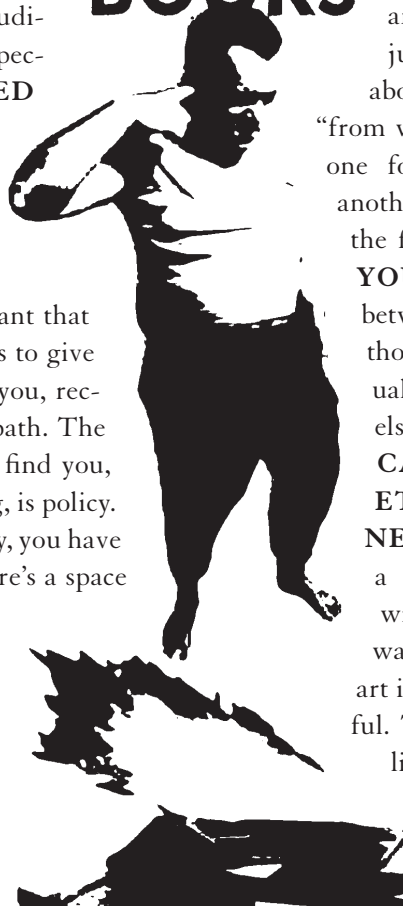 BOOKS
udi-
pec-
ED
ant that
s to give
you, rec-
path. The
find you,
g, is policy.
y, you have
re's a space
a
ju
abo
“from w
one fo
anoth
the f
YOU
betw
tho
ual
els
CA
ET
NE
a
wi
wa
art i
ful. T
li